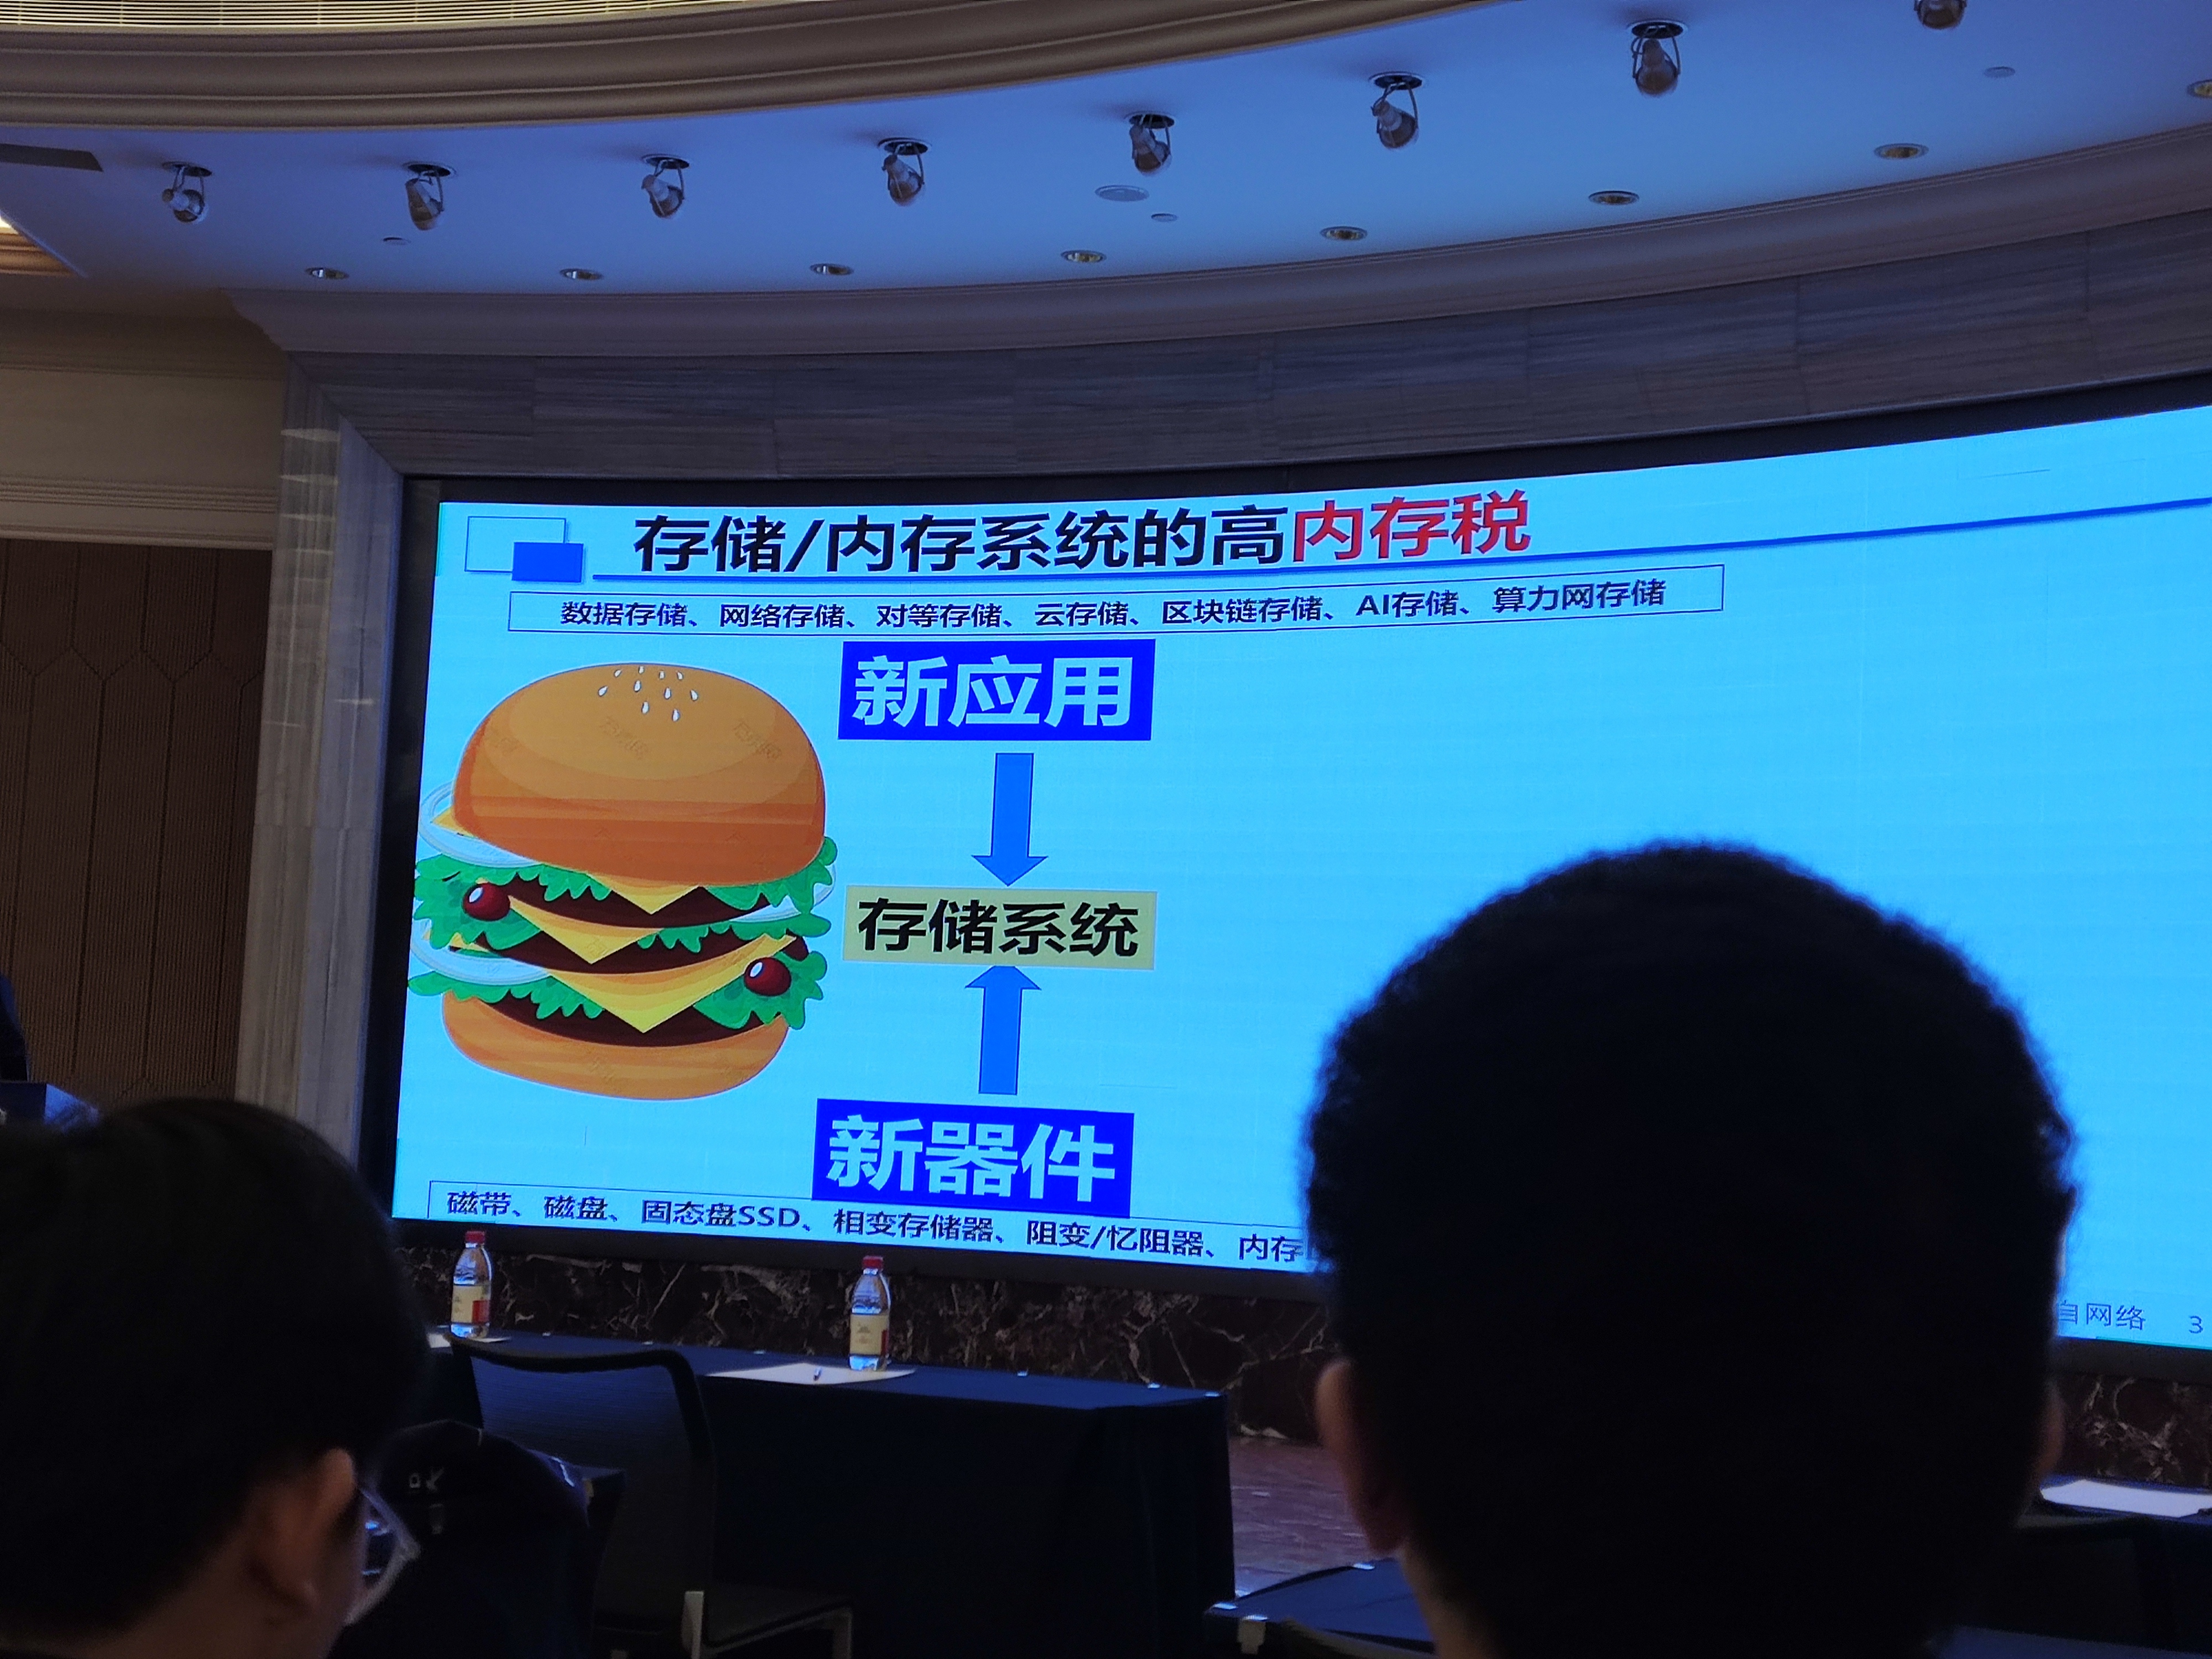 存储/内存系统的高内存税
数据存储、网络存储、对等存储、云存储、区块链存储、AI存储、算力网存储
新应用
存储系统
新器件
磁带、磁盘、固态盘SSD、相变存储器、阻变/忆阻器、内存
自网络 3